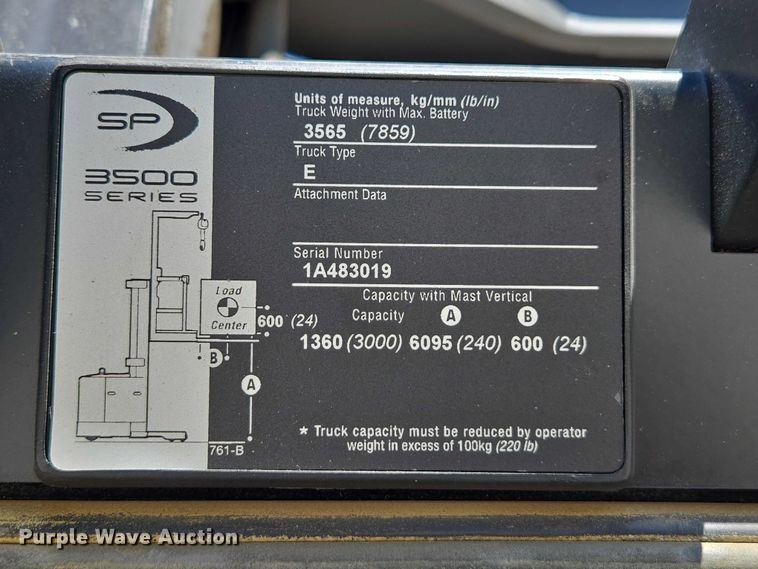 SP
3500
SERIES
Units of measure, kg/mm (lb/in)
Truck Weight with Max. Battery
3565 (7859)
Truck Type
E
Attachment Data
Serial Number
1A483019
Capacity with Mast Vertical
Capacity A B
1360 (3000) 6095 (240) 600 (24)
Load
Center
600 (24)
B
A
761-B
* Truck capacity must be reduced by operator
weight in excess of 100kg (220 lb)
Purple Wave Auction